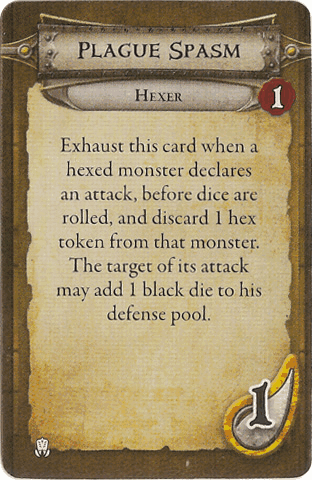 Plague Spasm
Hexer
1
Exhaust this card when a
hexed monster declares
an attack, before dice are
rolled, and discard 1 hex
token from that monster.
The target of its attack
may add 1 black die to his
defense pool.
1